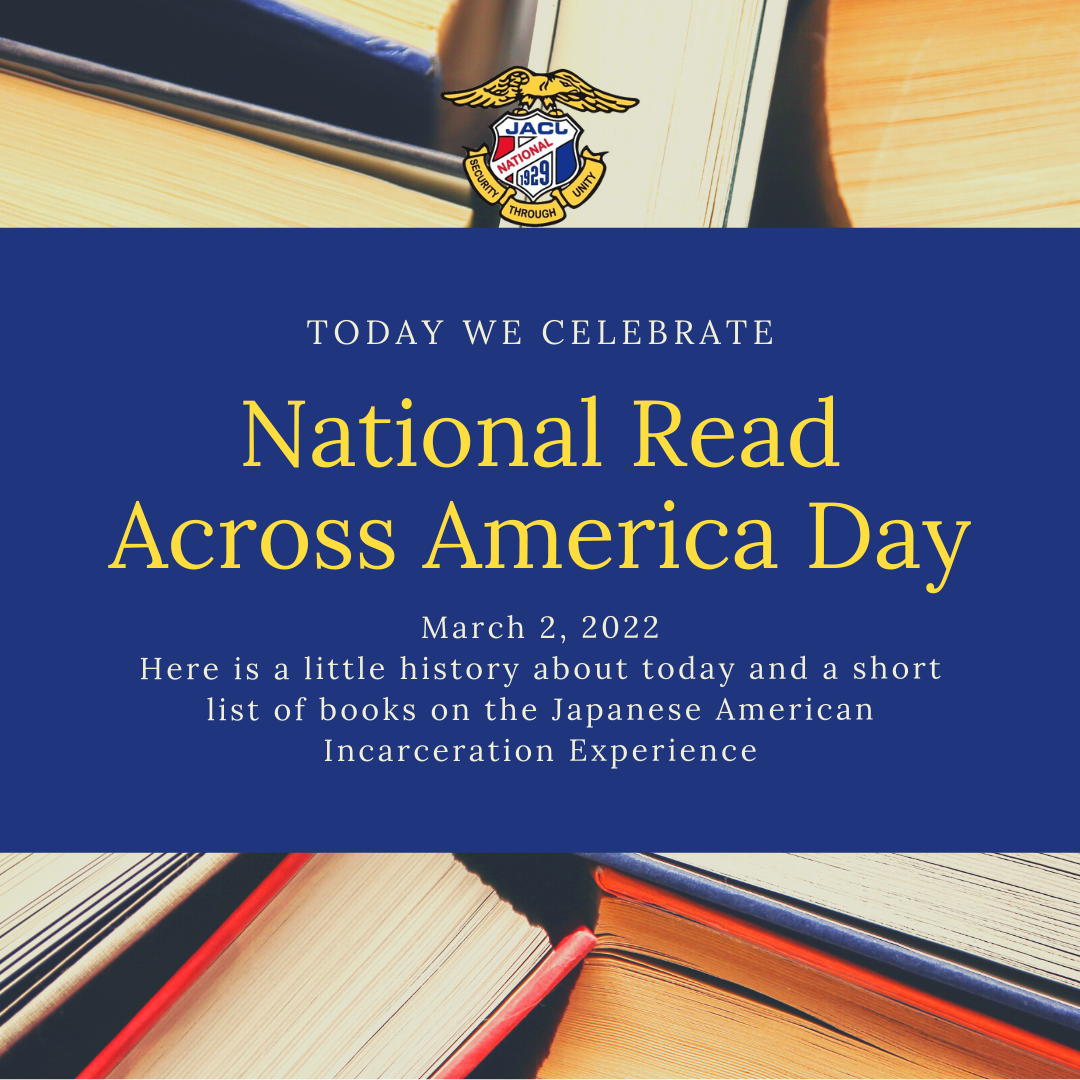 JACL
NATIONAL
1929
SECURITY
THROUGH
UNITY
TODAY WE CELEBRATE
National Read
Across America Day
March 2, 2022
Here is a little history about today and a short
list of books on the Japanese American
Incarceration Experience